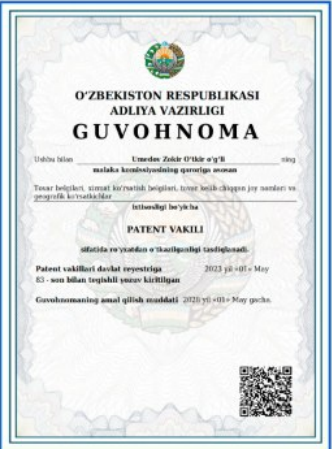 O‘ZBEKISTON RESPUBLIKASI
ADLIYA VAZIRLIGI
GUVOHNOMA
Ushbu bilan Umedov Zokir O‘tkir o‘g‘li ning
malaka komissiyasining qaroriga asosan
Tovar belgilari, xizmat ko‘rsatish belgilari, tovar kelib chiqqan joy nomlari va
geografik ko‘rsatkichlar
ixtisosligi bo‘yicha
PATENT VAKILI
sifatida ro‘yxatdan o‘tkazilganligi tasdiqlanadi.
Patent vakillari davlat reyestriga 2023 yil «01» May
83 - son bilan tegishli yozuv kiritilgan
Guvohnomaning amal qilish muddati 2028 yil «01» May gacha.